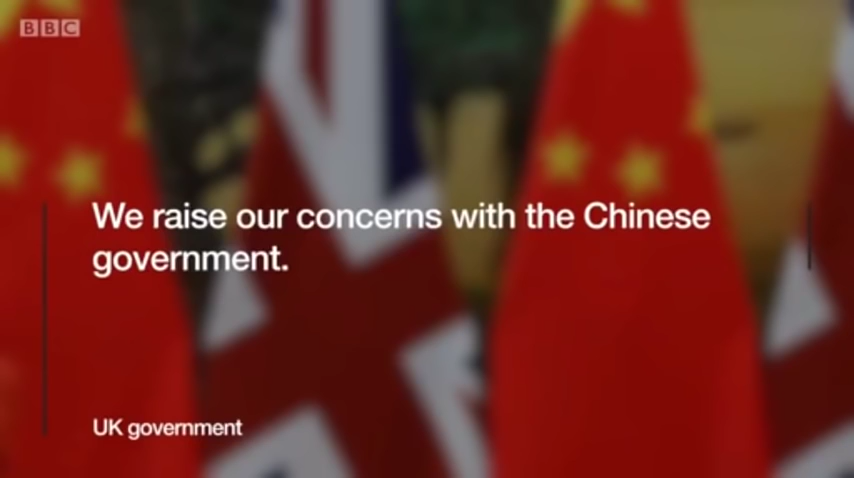 BBC
We raise our concerns with the Chinese
government.
UK government